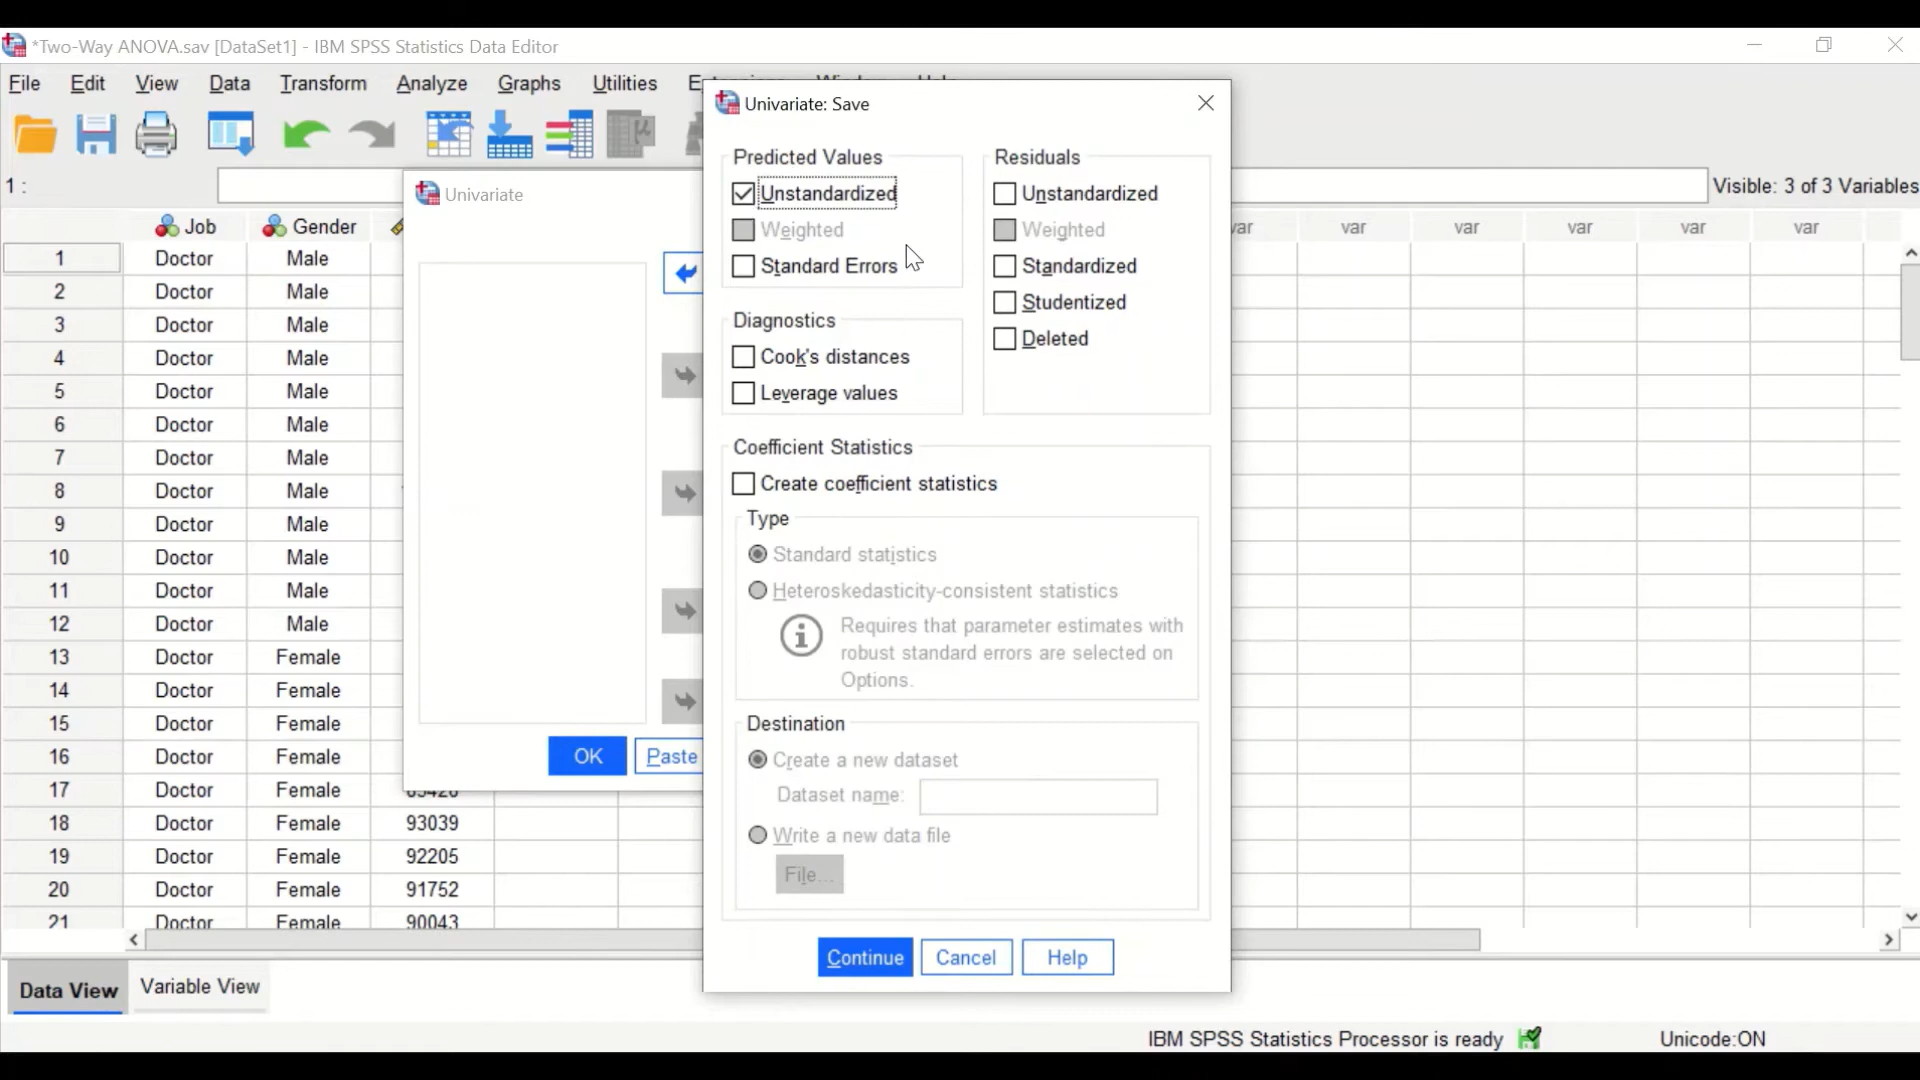 *Two-Way ANOVA.sav [DataSet1] - IBM SPSS Statistics Data Editor
File Edit View Data Transform Analyze Graphs Utilities
1 :
Visible: 3 of 3 Variables
Job Gender var var var var var
1 Doctor Male
2 Doctor Male
3 Doctor Male
4 Doctor Male
5 Doctor Male
6 Doctor Male
7 Doctor Male
8 Doctor Male
9 Doctor Male
10 Doctor Male
11 Doctor Male
12 Doctor Male
13 Doctor Female
14 Doctor Female
15 Doctor Female
16 Doctor Female
17 Doctor Female
18 Doctor Female 93039
19 Doctor Female 92205
20 Doctor Female 91752
21 Doctor Female 90043
Univariate
OK Paste
Univariate: Save
Predicted Values
Unstandardized
Weighted
Standard Errors
Diagnostics
Cook's distances
Leverage values
Residuals
Unstandardized
Weighted
Standardized
Studentized
Deleted
Coefficient Statistics
Create coefficient statistics
Type
Standard statistics
Heteroskedasticity-consistent statistics
Requires that parameter estimates with
robust standard errors are selected on
Options.
Destination
Create a new dataset
Dataset name:
Write a new data file
File...
Continue Cancel Help
Data View Variable View
IBM SPSS Statistics Processor is ready Unicode:ON